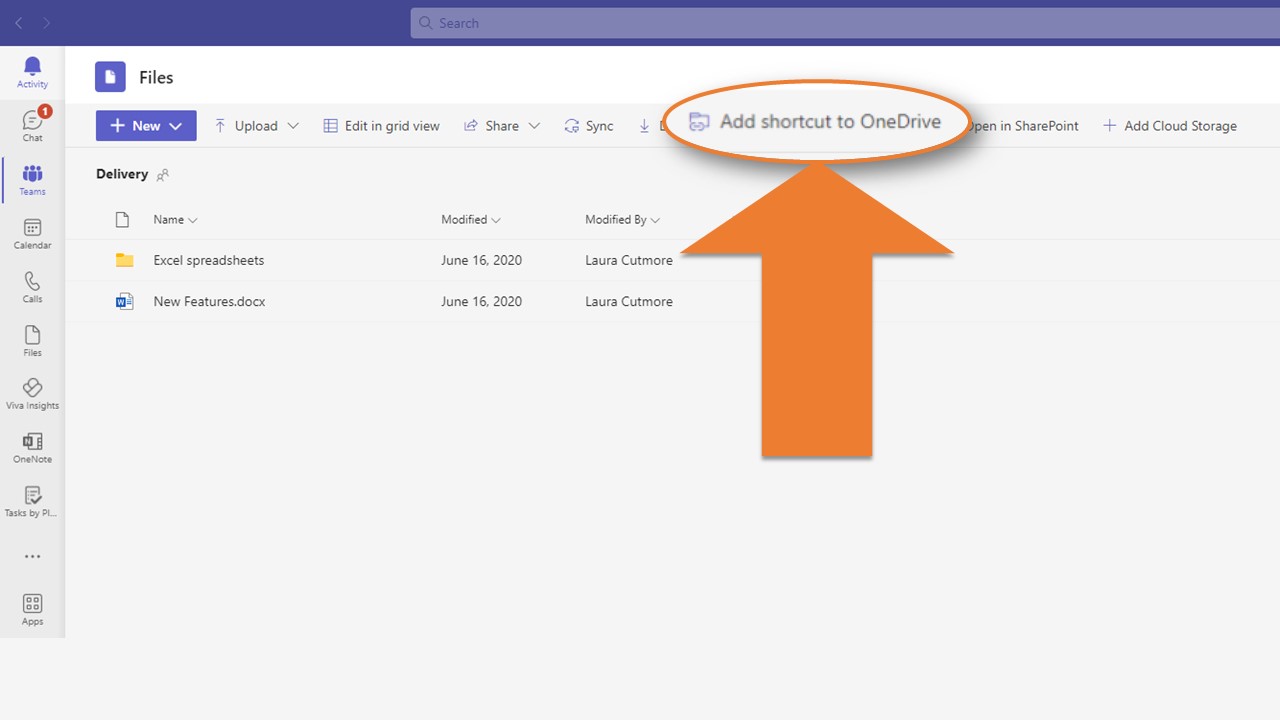 Search
Files
Activity
1
Chat
Teams
Calendar
Calls
Files
Viva Insights
OneNote
Tasks by Pl...
Apps
New
Upload
Edit in grid view
Share
Sync
Add shortcut to OneDrive
in SharePoint
Add Cloud Storage
Delivery
Name Modified Modified By
Excel spreadsheets June 16, 2020 Laura Cutmore
New Features.docx June 16, 2020 Laura Cutmore